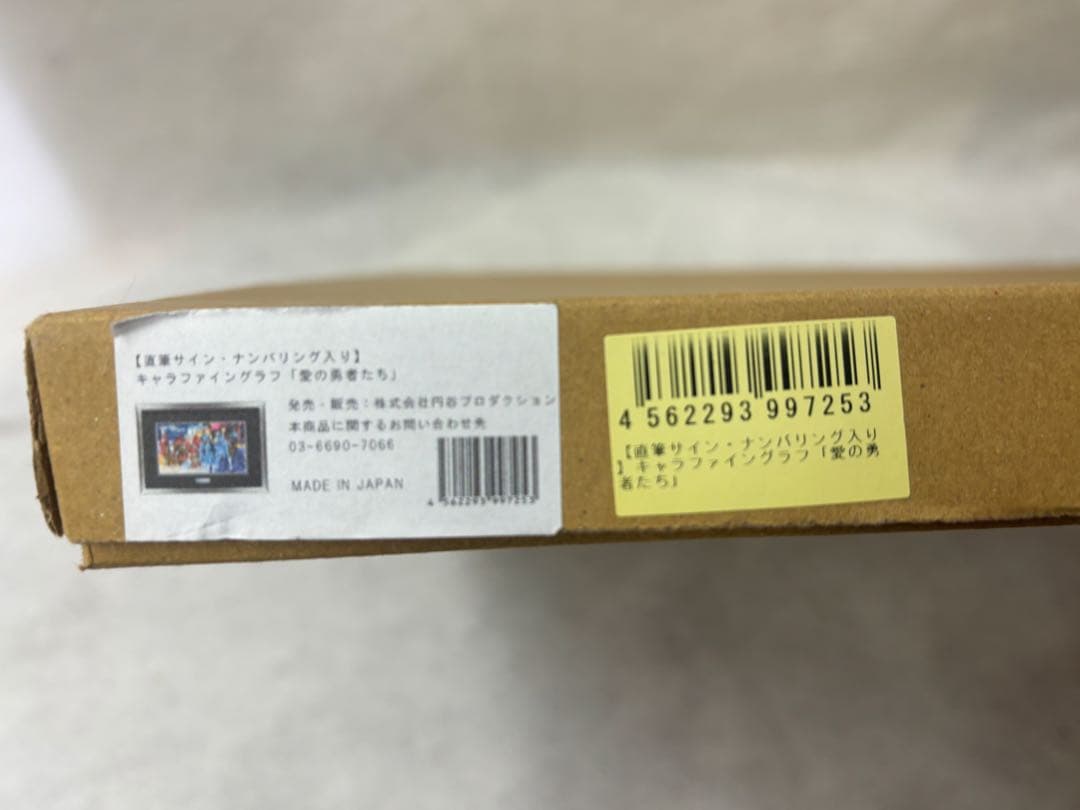 【直筆サイン・ナンバリング入り】
キャラファイングラフ「愛の勇者たち」
発売・販売：株式会社円谷プロダクション
本商品に関するお問い合わせ先
03-6690-7066
MADE IN JAPAN
4 562293 997253
4 562293 997253
【直筆サイン・ナンバリング入り
】キャラファイングラフ「愛の勇
者たち」